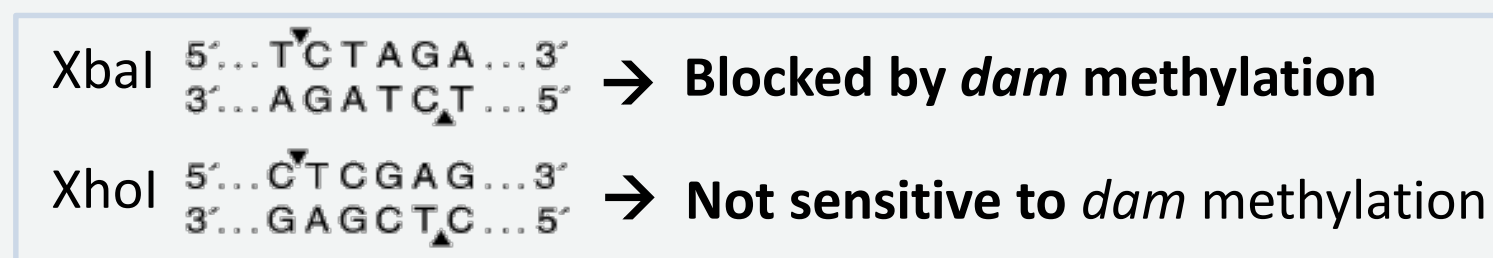 XbaI 5´...TCTAGA...3´ → Blocked by dam methylation
3´...AGATCT...5´
XhoI 5´...CTCGAG...3´ → Not sensitive to dam methylation
3´...GAGCTC...5´